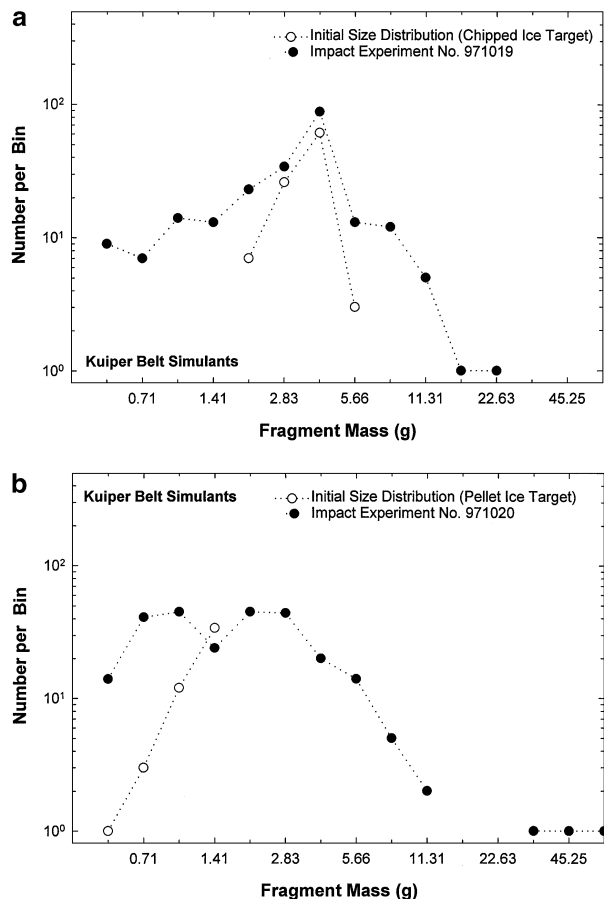 a
Initial Size Distribution (Chipped Ice Target)
Impact Experiment No. 971019
10²
10¹
10⁰
Number per Bin
Kuiper Belt Simulants
0.71 1.41 2.83 5.66 11.31 22.63 45.25
Fragment Mass (g)
b
Kuiper Belt Simulants
Initial Size Distribution (Pellet Ice Target)
Impact Experiment No. 971020
10²
10¹
10⁰
Number per Bin
0.71 1.41 2.83 5.66 11.31 22.63 45.25
Fragment Mass (g)